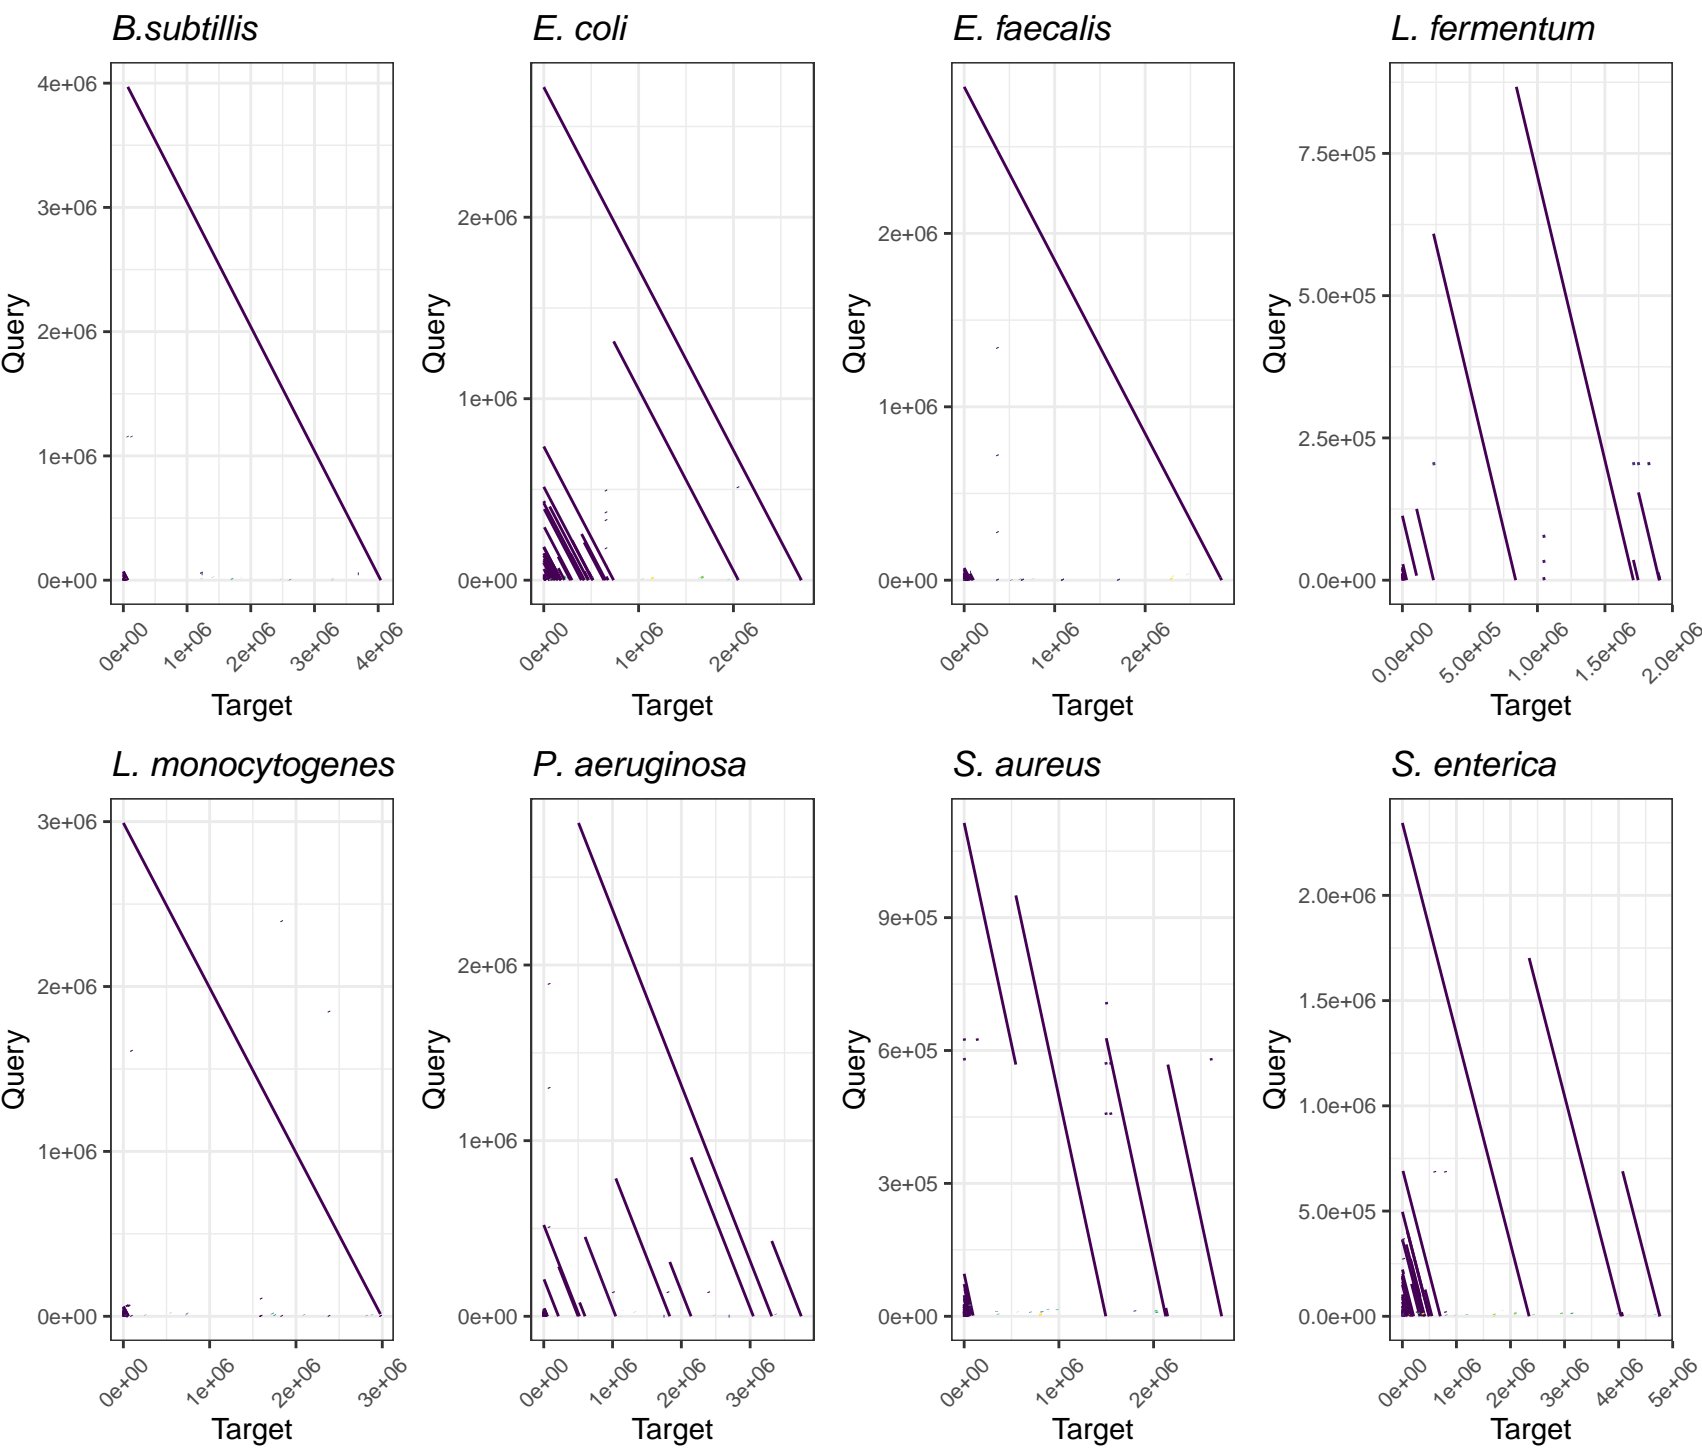 B.subtillis
4e+06
3e+06
2e+06
1e+06
0e+00
Query
0e+00 1e+06 2e+06 3e+06 4e+06
Target
E. coli
2e+06
1e+06
0e+00
Query
0e+00 1e+06 2e+06
Target
E. faecalis
2e+06
1e+06
0e+00
Query
0e+00 1e+06 2e+06
Target
L. fermentum
7.5e+05
5.0e+05
2.5e+05
0.0e+00
Query
0.0e+00 5.0e+05 1.0e+06 1.5e+06 2.0e+06
Target
L. monocytogenes
3e+06
2e+06
1e+06
0e+00
Query
0e+00 1e+06 2e+06 3e+06
Target
P. aeruginosa
2e+06
1e+06
0e+00
Query
0e+00 1e+06 2e+06 3e+06
Target
S. aureus
9e+05
6e+05
3e+05
0e+00
Query
0e+00 1e+06 2e+06
Target
S. enterica
2.0e+06
1.5e+06
1.0e+06
5.0e+05
0.0e+00
Query
0e+00 1e+06 2e+06 3e+06 4e+06 5e+06
Target